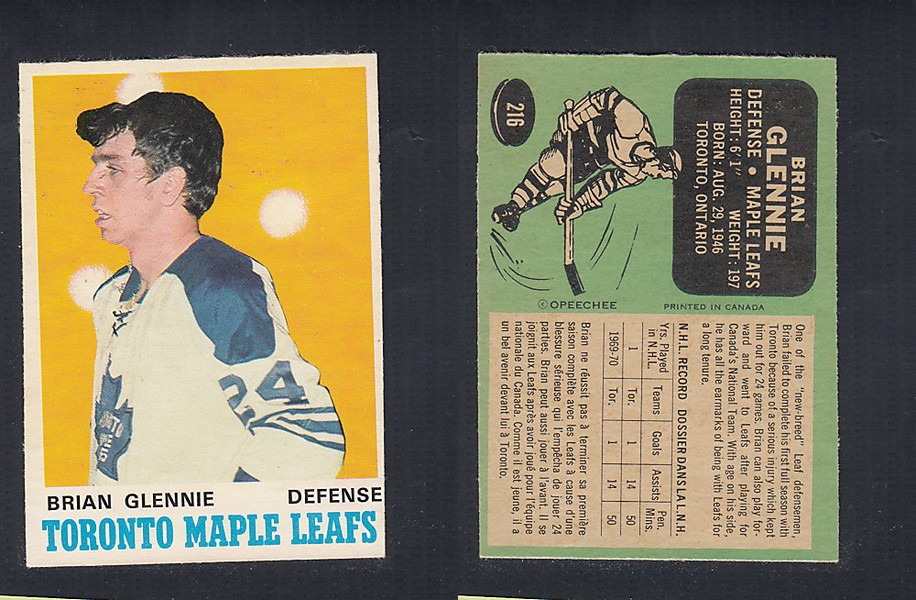 24
TORONTO
BRIAN GLENNIE DEFENSE
TORONTO MAPLE LEAFS
216
BRIAN
GLENNIE
DEFENSE • MAPLE LEAFS
HEIGHT: 6'1" WEIGHT: 197
BORN: AUG. 29, 1946
TORONTO, ONTARIO
© OPEECHEE PRINTED IN CANADA
One of the "new-breed" Leaf defensemen,
Brian failed to complete his first full season with
Toronto because of a serious injury which kept
him out for 24 games. Brian can also play for-
ward and went to Leafs after playing for
Canada's National Team. With age on his side,
he has all the earmarks of being with Leafs for
a long tenure.
N.H.L. RECORD DOSSIER DANS LA L.N.H.
Yrs. Played Teams Goals Assists Pen.
in N.H.L. Mins.
1 Tor. 1 14 50
1969-70 Tor. 1 14 50
Brian ne réussit pas à terminer sa première
saison complète avec les Leafs à cause d'une
blessure sérieuse qui l'empêcha de jouer 24
parties. Brian peut aussi jouer à l'avant. Il se
joignit aux Leafs après avoir joué pour l'équipe
nationale du Canada. Comme il est jeune, il a
un bel avenir devant lui à Toronto.